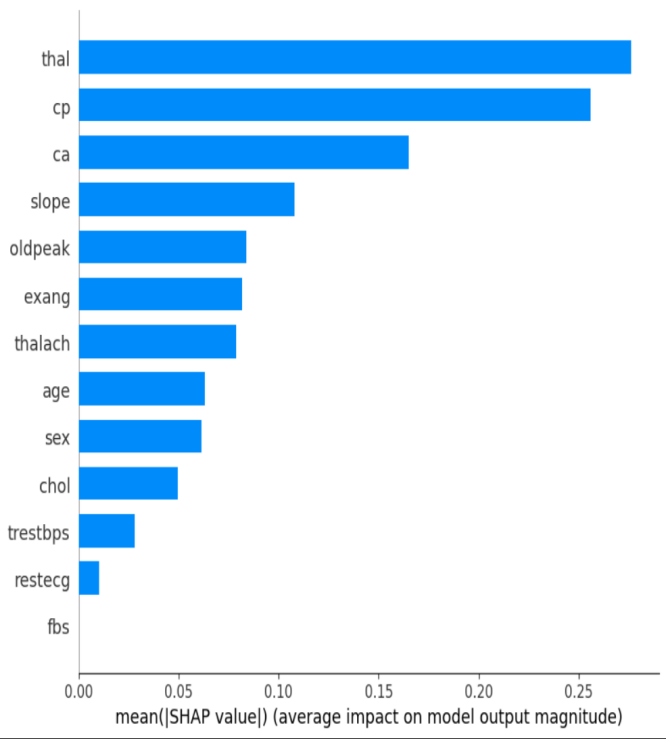 thal
cp
ca
slope
oldpeak
exang
thalach
age
sex
chol
trestbps
restecg
fbs
0.00 0.05 0.10 0.15 0.20 0.25
mean(|SHAP value|) (average impact on model output magnitude)